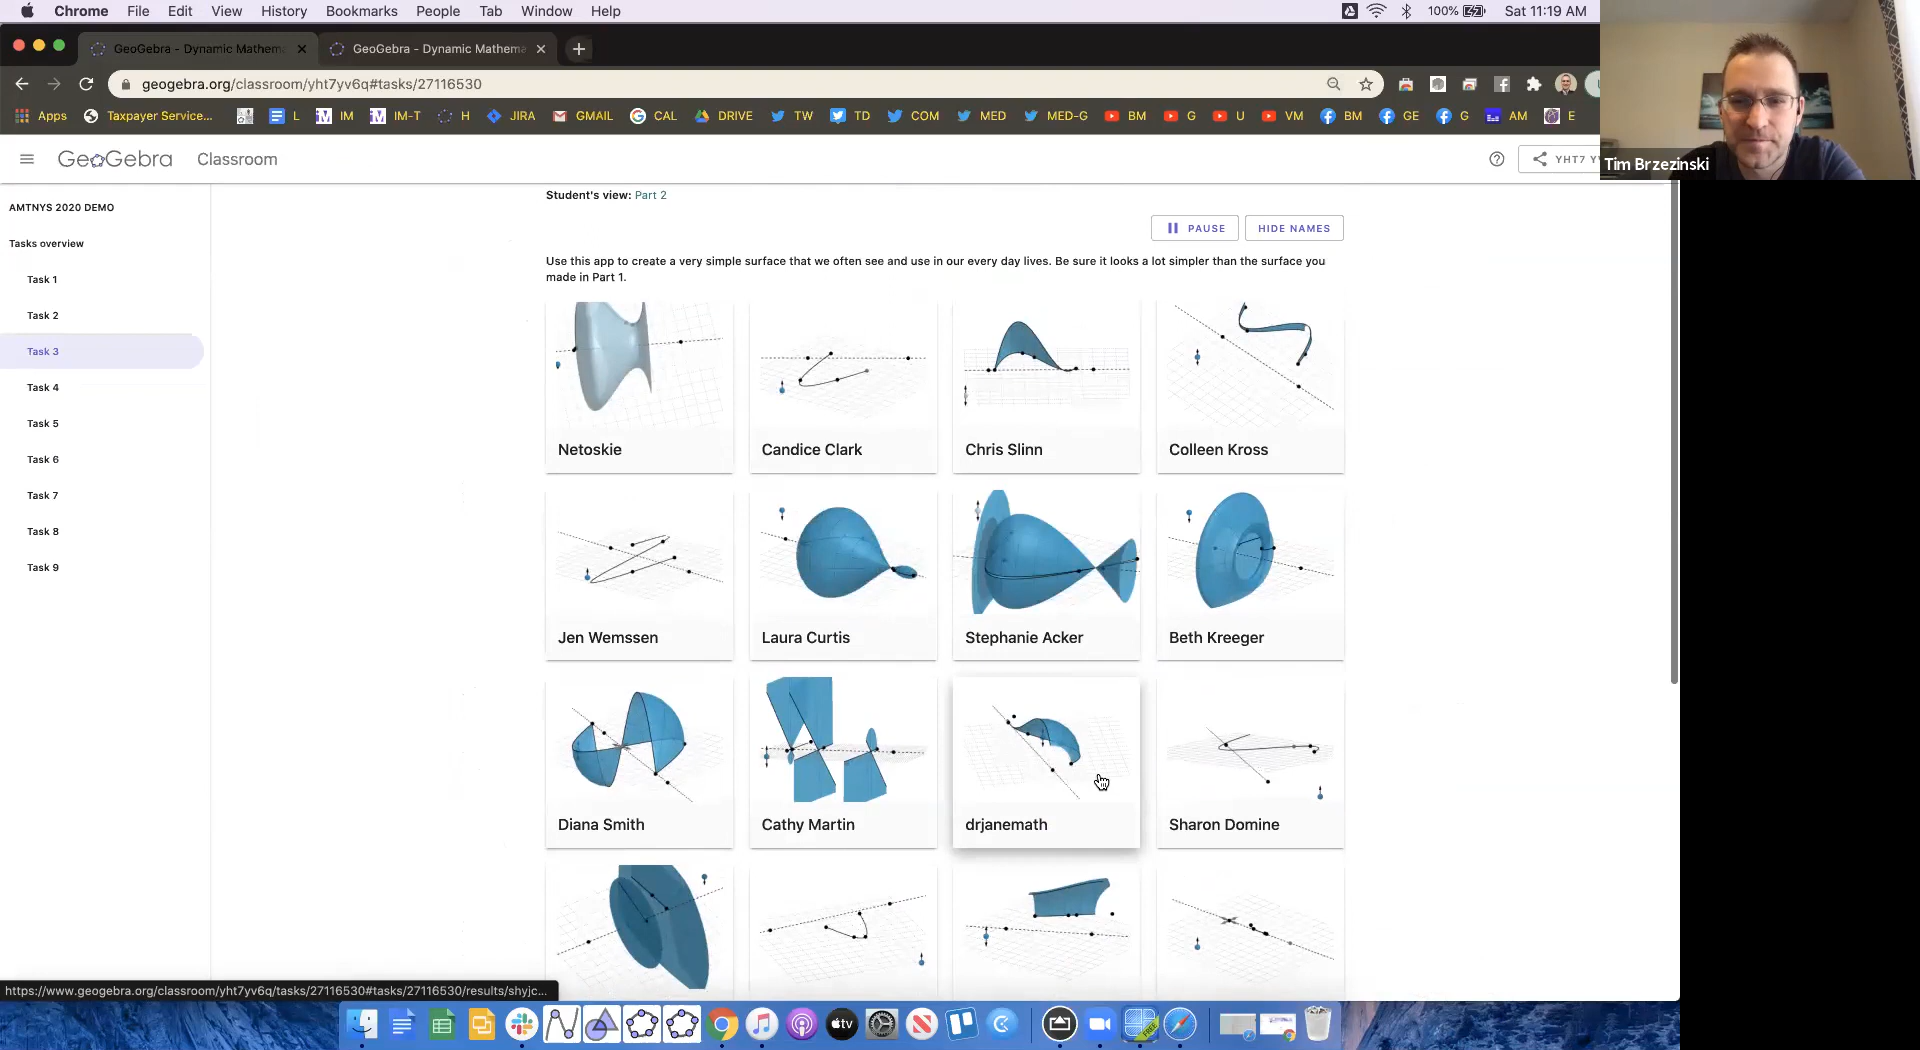 Chrome File Edit View History Bookmarks People Tab Window Help 100% Sat 11:19 AM
GeoGebra - Dynamic Mathem GeoGebra - Dynamic Mathema
geogebra.org/classroom/yht7yv6q#tasks/27116530
Apps Taxpayer Service... L IM IM-T H JIRA GMAIL CAL DRIVE TW TD COM MED MED-G BM G U VM BM GE G AM E
GeoGebra Classroom YHT7 Y
Tim Brzezinski
AMTNYS 2020 DEMO
Tasks overview
Task 1
Task 2
Task 3
Task 4
Task 5
Task 6
Task 7
Task 8
Task 9
Student's view: Part 2
PAUSE HIDE NAMES
Use this app to create a very simple surface that we often see and use in our every day lives. Be sure it looks a lot simpler than the surface you
made in Part 1.
Netoskie Candice Clark Chris Slinn Colleen Kross
Jen Wemssen Laura Curtis Stephanie Acker Beth Kreeger
Diana Smith Cathy Martin drjanemath Sharon Domine
https://www.geogebra.org/classroom/yht7yv6q/tasks/27116530#tasks/27116530/results/shyjc...
tv
FREE